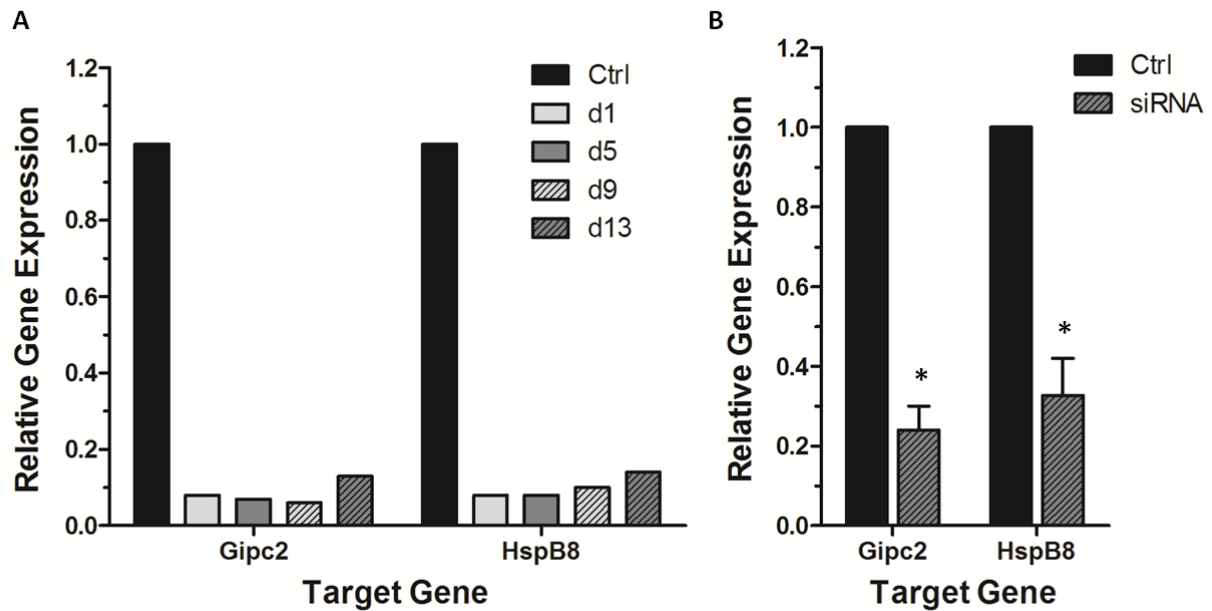 A
Relative Gene Expression
1.2
1.0
0.8
0.6
0.4
0.2
0.0
Ctrl
d1
d5
d9
d13
Gipc2
HspB8
Target Gene
B
Relative Gene Expression
1.2
1.0
0.8
0.6
0.4
0.2
0.0
Ctrl
siRNA
*
*
Gipc2
HspB8
Target Gene